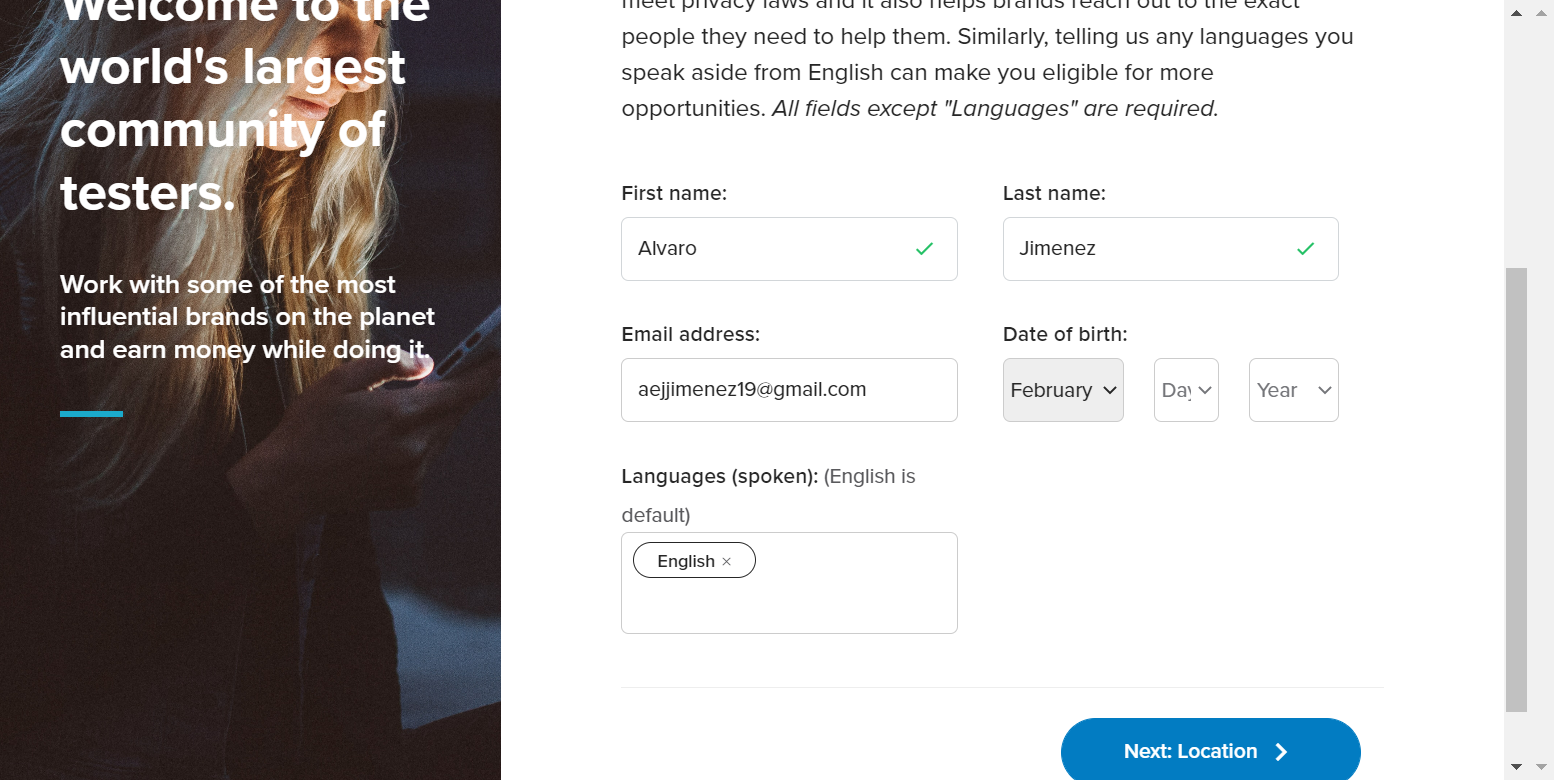 Welcome to the
world's largest
community of
testers.
Work with some of the most
influential brands on the planet
and earn money while doing it.
meet privacy laws and it also helps brands reach out to the exact
people they need to help them. Similarly, telling us any languages you
speak aside from English can make you eligible for more
opportunities. All fields except "Languages" are required.
First name:
Last name:
Alvaro
Jimenez
Email address:
Date of birth:
aejjimenez19@gmail.com
February
Day
Year
Languages (spoken): (English is
default)
English ×
Next: Location